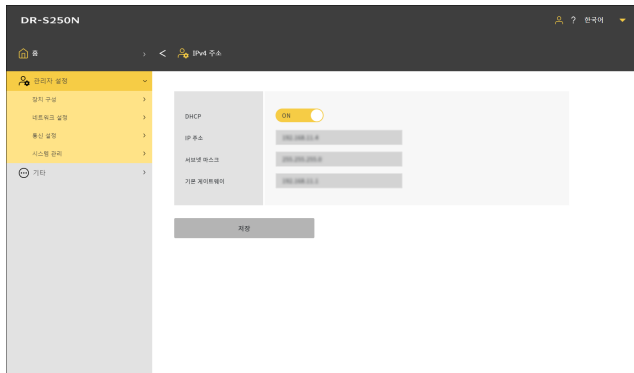 DR-S250N
? 한국어
홈
IPv4 주소
관리자 설정
장치 구성
네트워크 설정
통신 설정
시스템 관리
기타
DHCP
ON
IP 주소
서브넷 마스크
기본 게이트웨이
저장